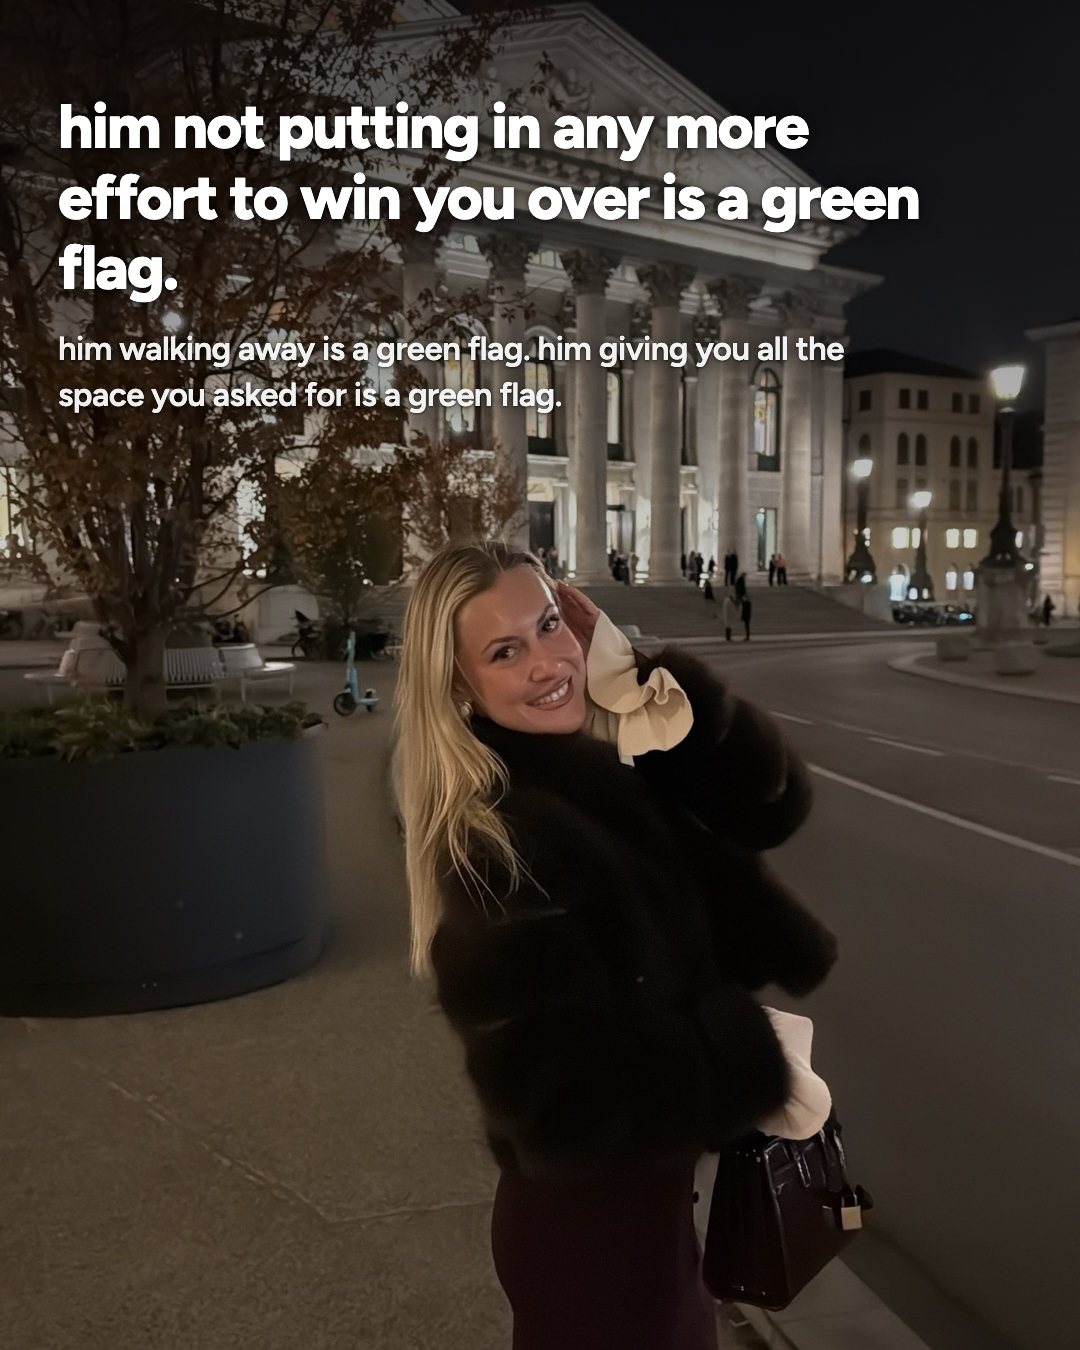 him not putting in any more
effort to win you over is a green
flag.
him walking away is a green flag. him giving you all the
space you asked for is a green flag.